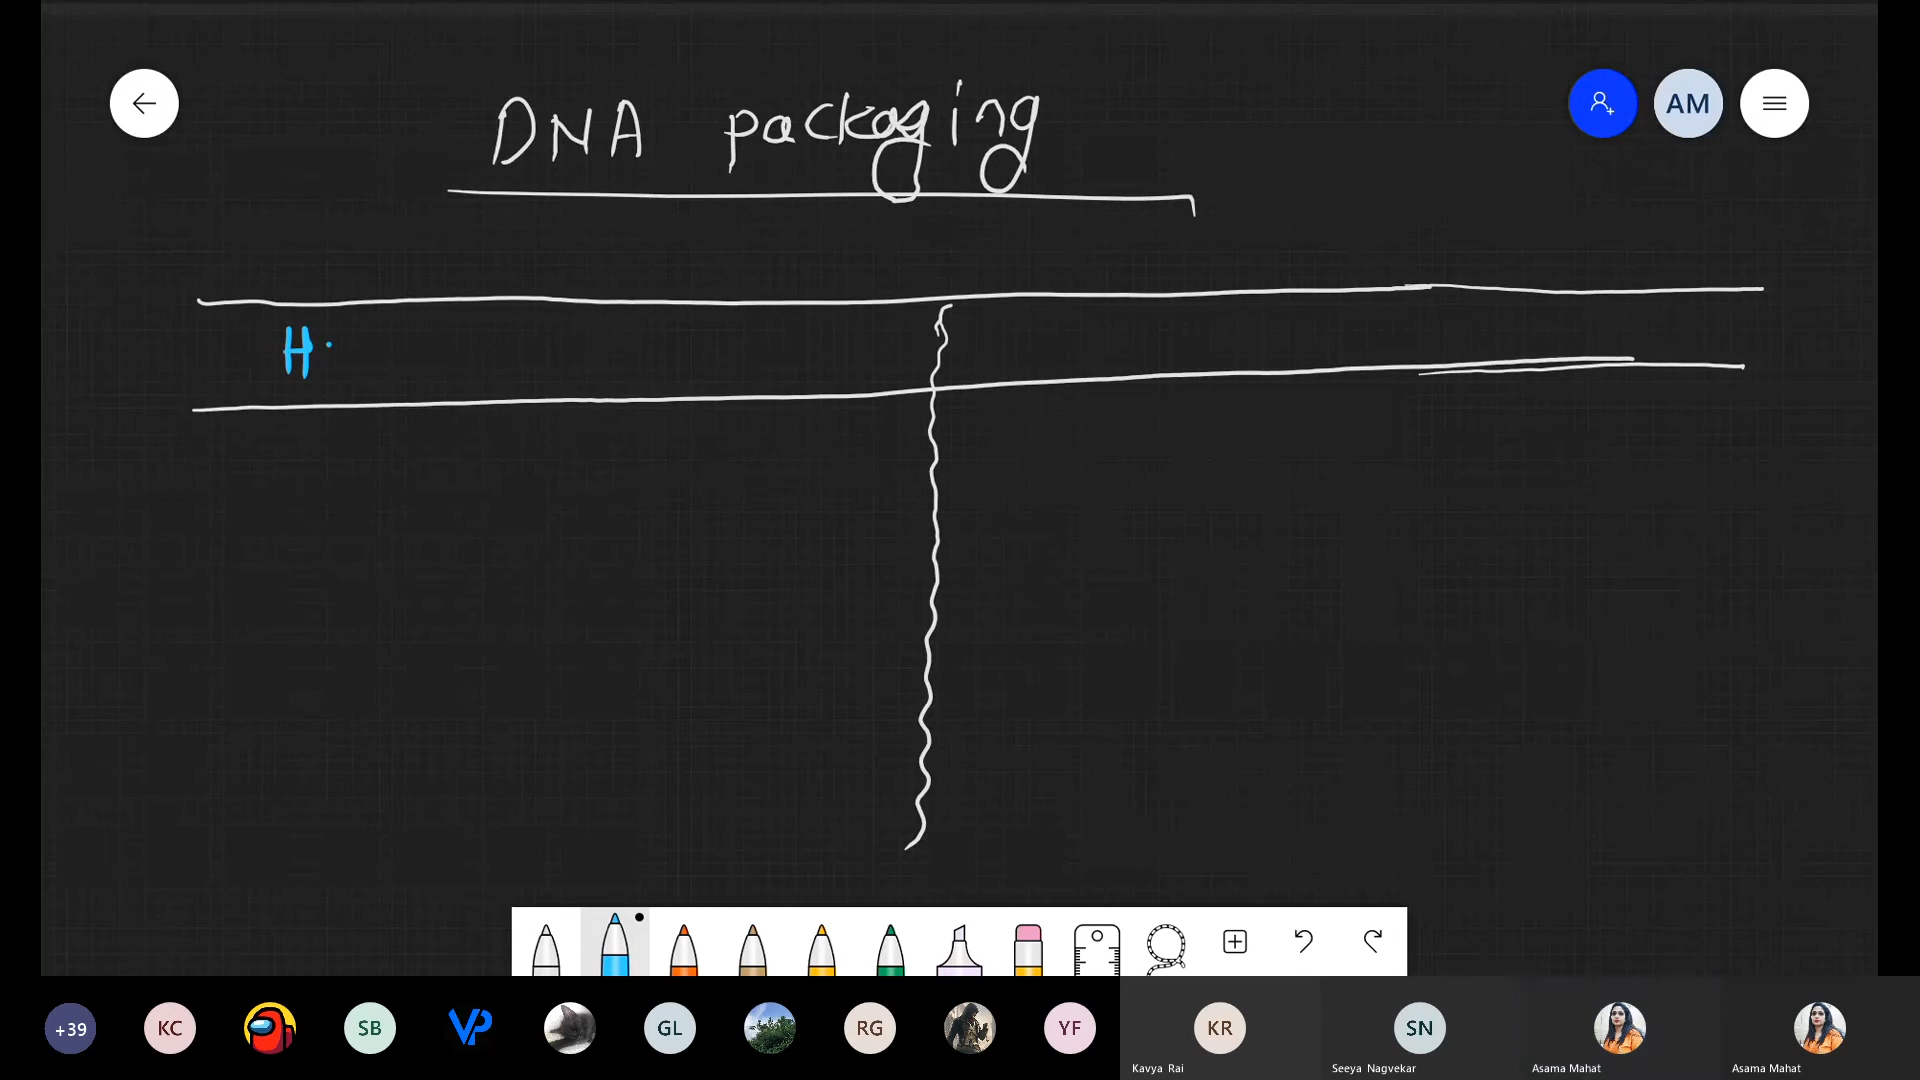 DNA packaging
AM
H
+39 KC SB VP GL RG YF KR SN
Kavya Rai Seeya Nagvekar Asama Mahat Asama Mahat